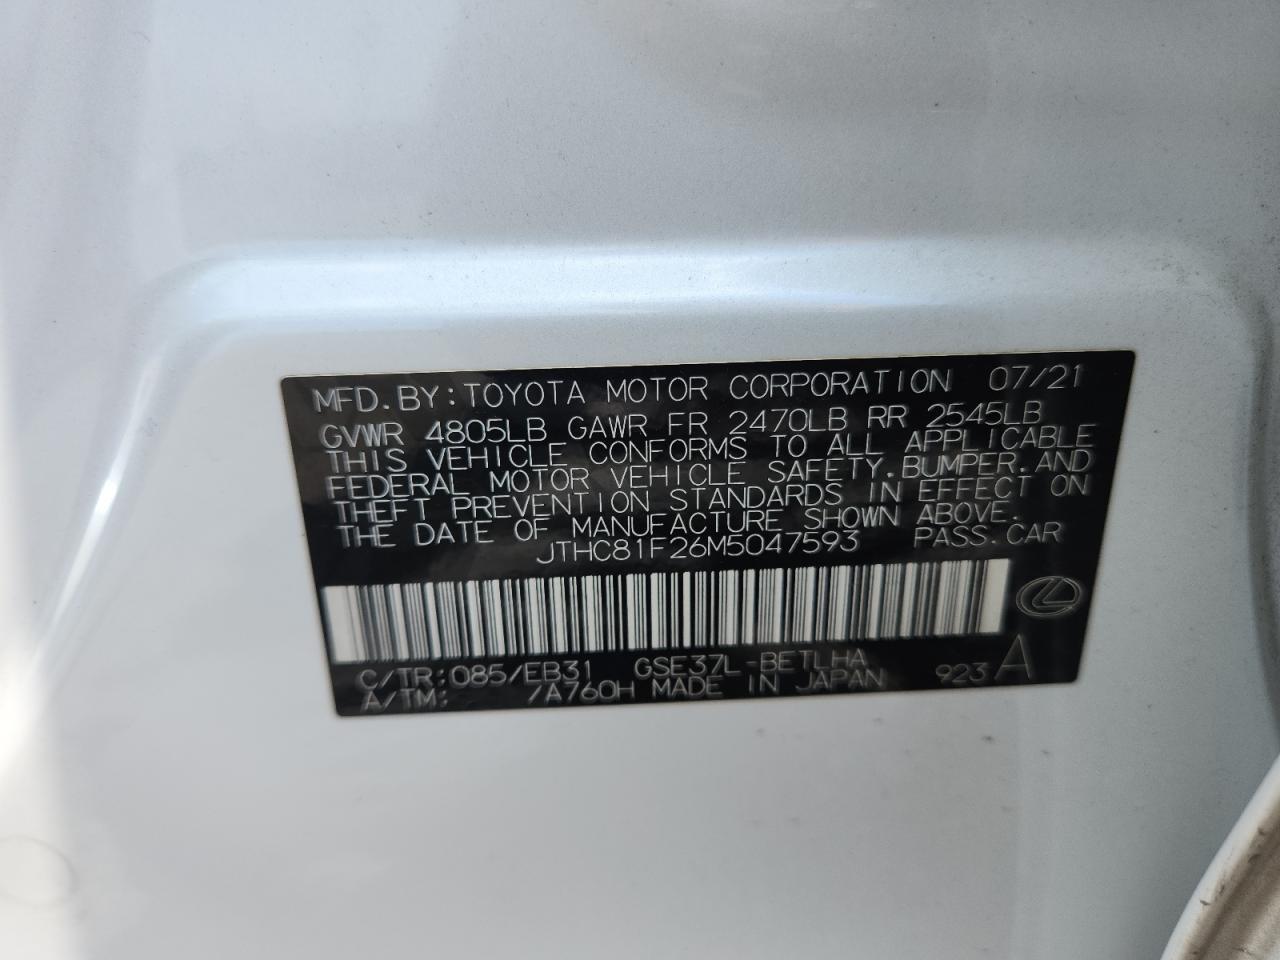 MFD. BY: TOYOTA MOTOR CORPORATION 07/21
GVWR 4805LB GAWR FR 2470LB RR 2545LB
THIS VEHICLE CONFORMS TO ALL APPLICABLE
FEDERAL MOTOR VEHICLE SAFETY, BUMPER, AND
THEFT PREVENTION STANDARDS IN EFFECT ON
THE DATE OF MANUFACTURE SHOWN ABOVE.
JTHC81F26M5047593 PASS. CAR
C/TR: 085/EB31 GSE37L-BETLHA
A/TM: /A760H MADE IN JAPAN 923 A